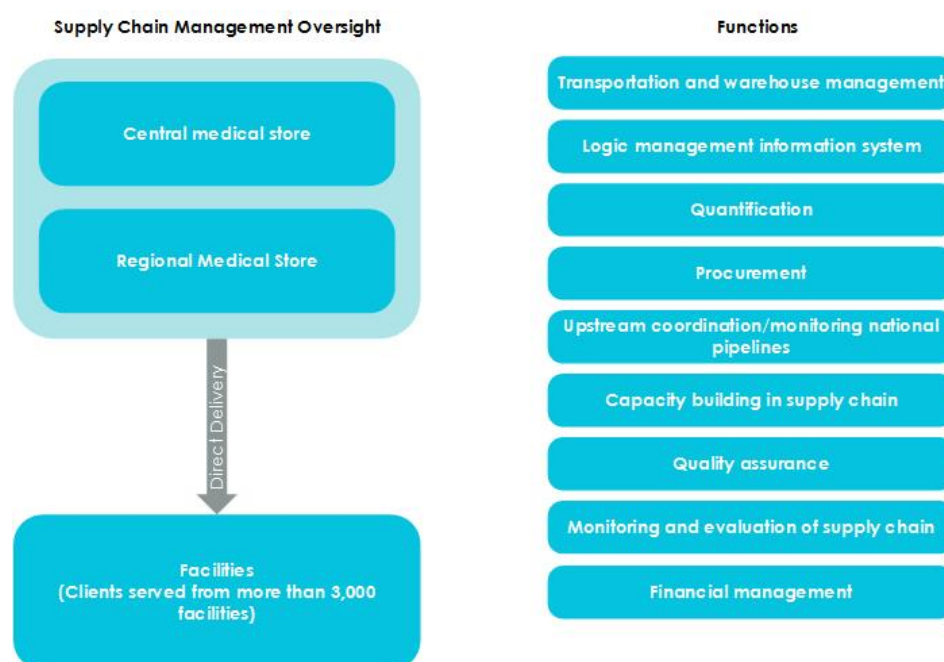 Supply Chain Management Oversight
Central medical store
Regional Medical Store
Direct Delivery
Facilities
(Clients served from more than 3,000
facilities)
Functions
Transportation and warehouse management
Logic management information system
Quantification
Procurement
Upstream coordination/monitoring national
pipelines
Capacity building in supply chain
Quality assurance
Monitoring and evaluation of supply chain
Financial management